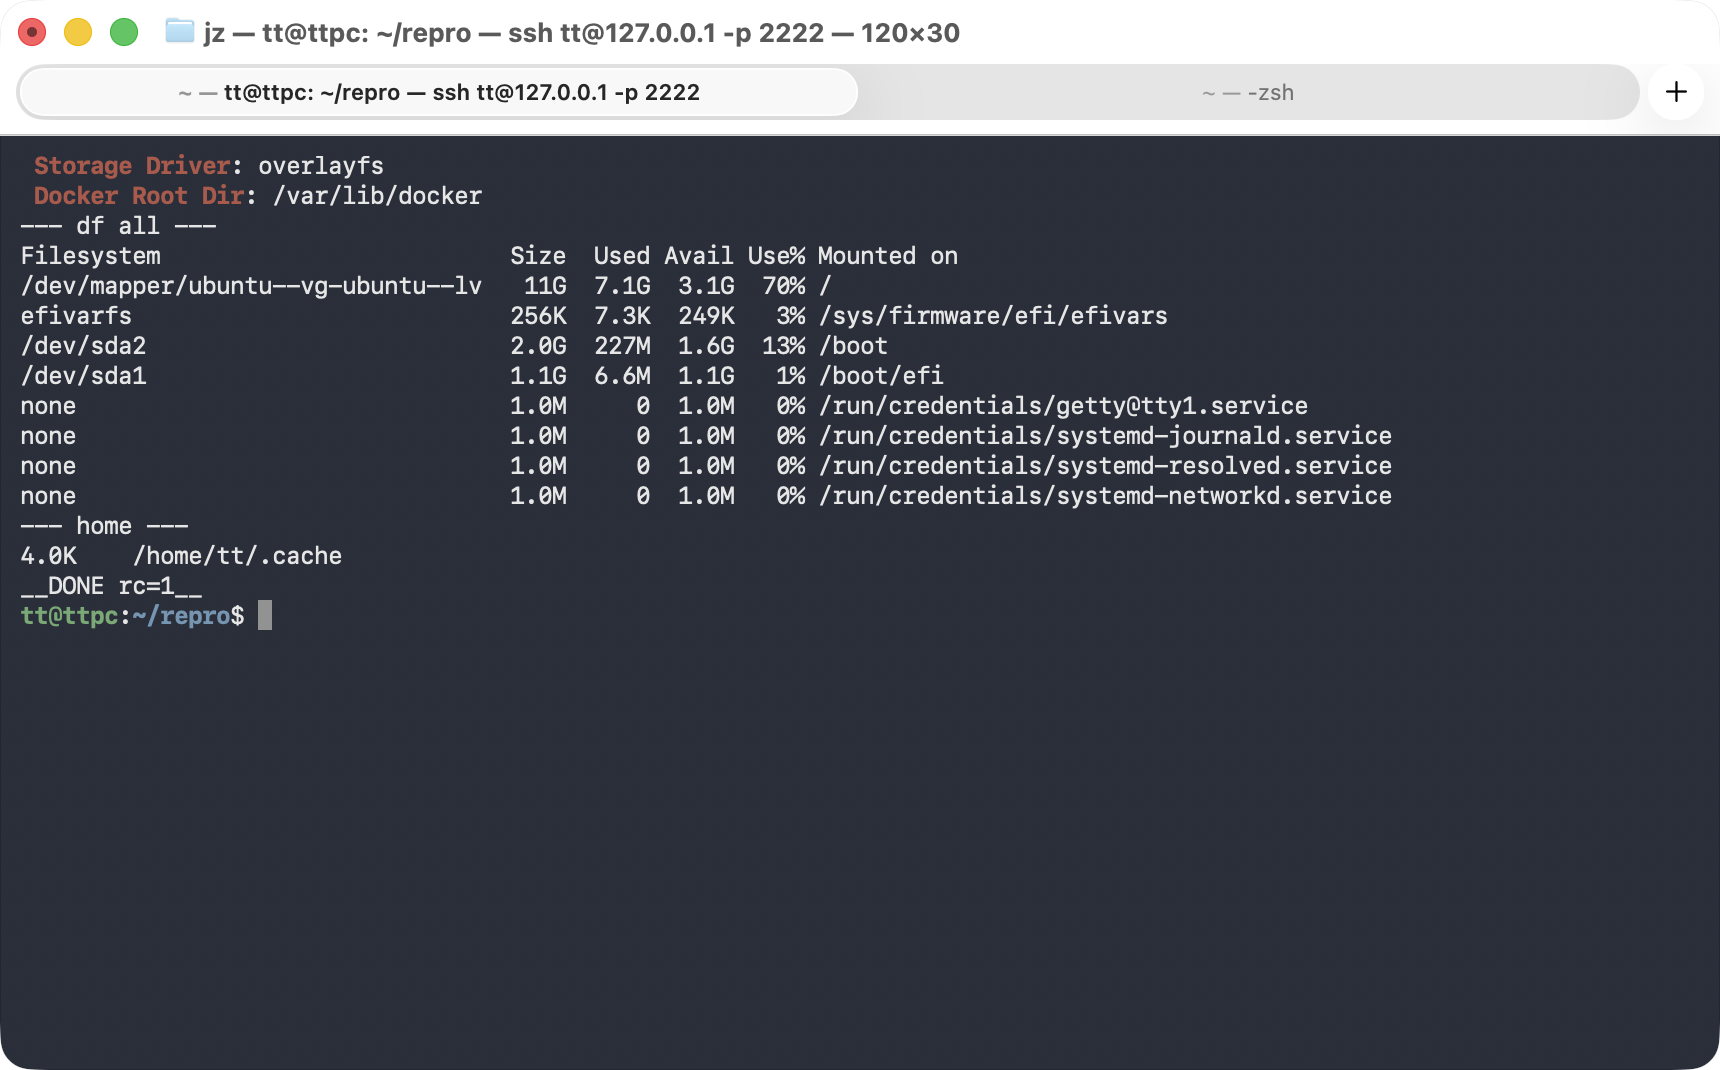 jz — tt@ttpc: ~/repro — ssh tt@127.0.0.1 -p 2222 — 120×30
~ — tt@ttpc: ~/repro — ssh tt@127.0.0.1 -p 2222
~ — -zsh
+
Storage Driver: overlayfs
Docker Root Dir: /var/lib/docker
--- df all ---
Filesystem                         Size  Used Avail Use% Mounted on
/dev/mapper/ubuntu--vg-ubuntu--lv   11G  7.1G  3.1G  70% /
efivarfs                           256K  7.3K  249K   3% /sys/firmware/efi/efivars
/dev/sda2                          2.0G  227M  1.6G  13% /boot
/dev/sda1                          1.1G  6.6M  1.1G   1% /boot/efi
none                               1.0M     0  1.0M   0% /run/credentials/getty@tty1.service
none                               1.0M     0  1.0M   0% /run/credentials/systemd-journald.service
none                               1.0M     0  1.0M   0% /run/credentials/systemd-resolved.service
none                               1.0M     0  1.0M   0% /run/credentials/systemd-networkd.service
--- home ---
4.0K    /home/tt/.cache
__DONE rc=1__
tt@ttpc:~/repro$